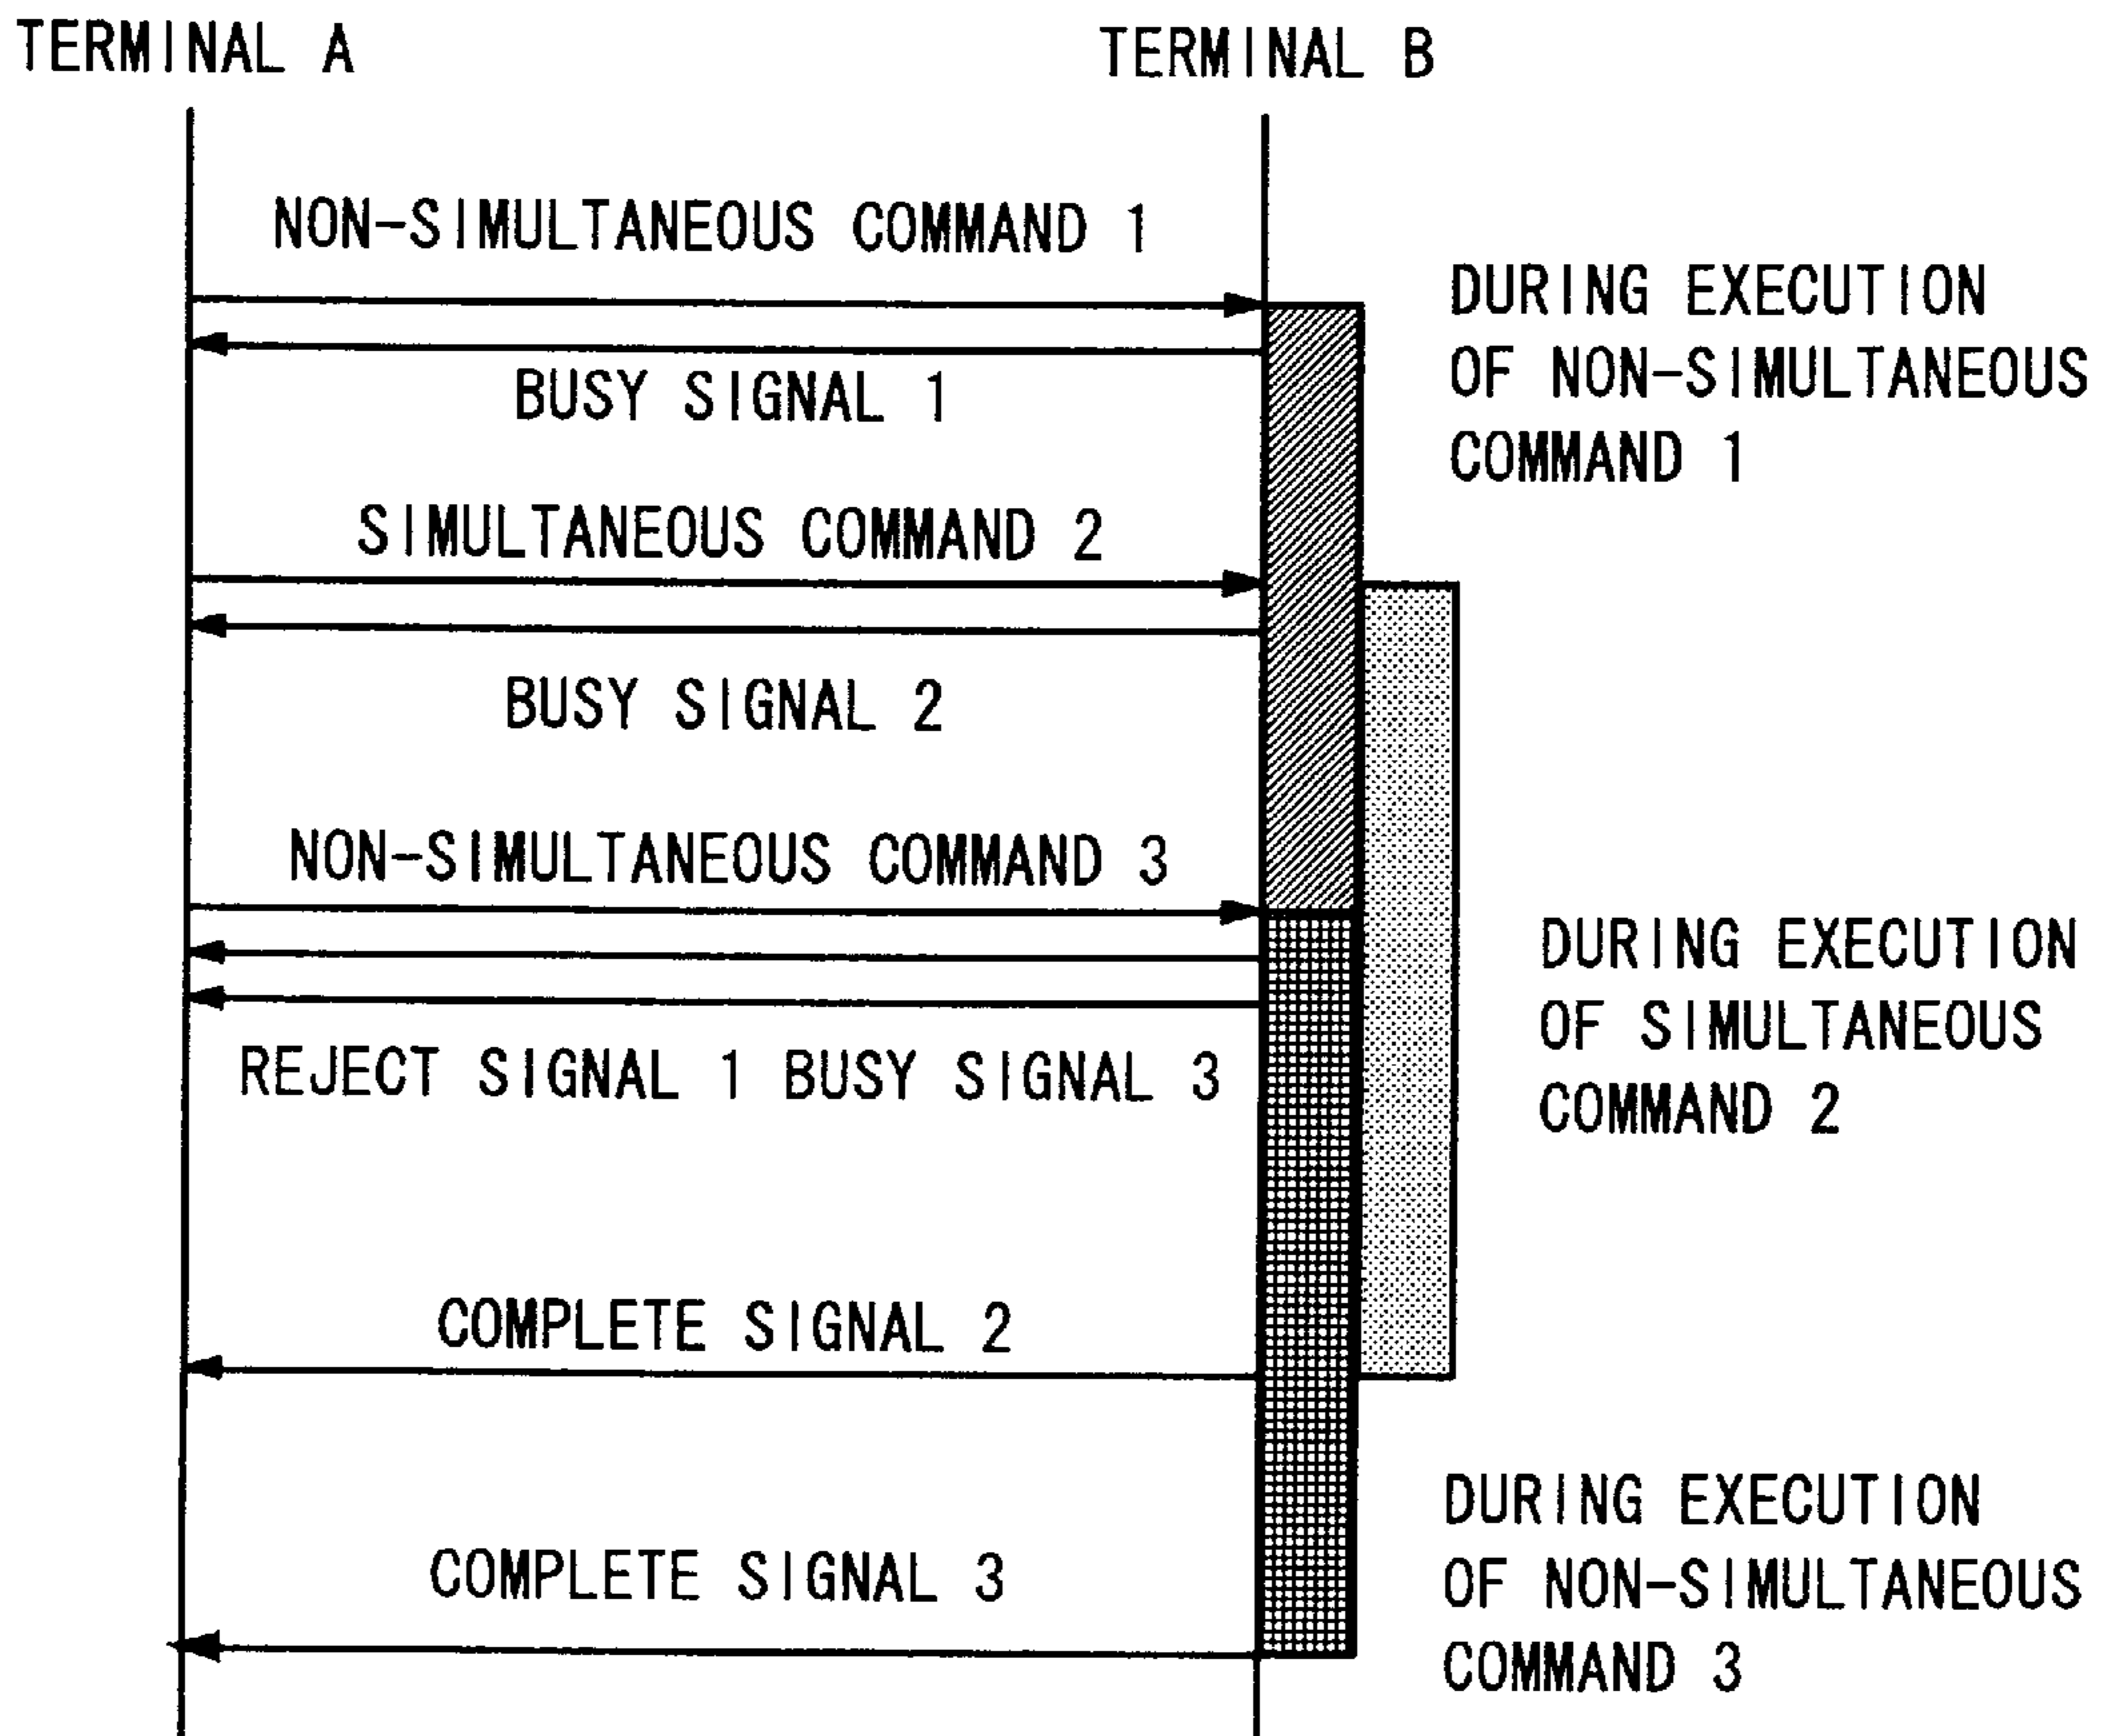 TERMINAL A
TERMINAL B
NON-SIMULTANEOUS COMMAND 1
DURING EXECUTION
OF NON-SIMULTANEOUS
COMMAND 1
BUSY SIGNAL 1
SIMULTANEOUS COMMAND 2
BUSY SIGNAL 2
NON-SIMULTANEOUS COMMAND 3
DURING EXECUTION
OF SIMULTANEOUS
COMMAND 2
REJECT SIGNAL 1 BUSY SIGNAL 3
COMPLETE SIGNAL 2
DURING EXECUTION
OF NON-SIMULTANEOUS
COMMAND 3
COMPLETE SIGNAL 3